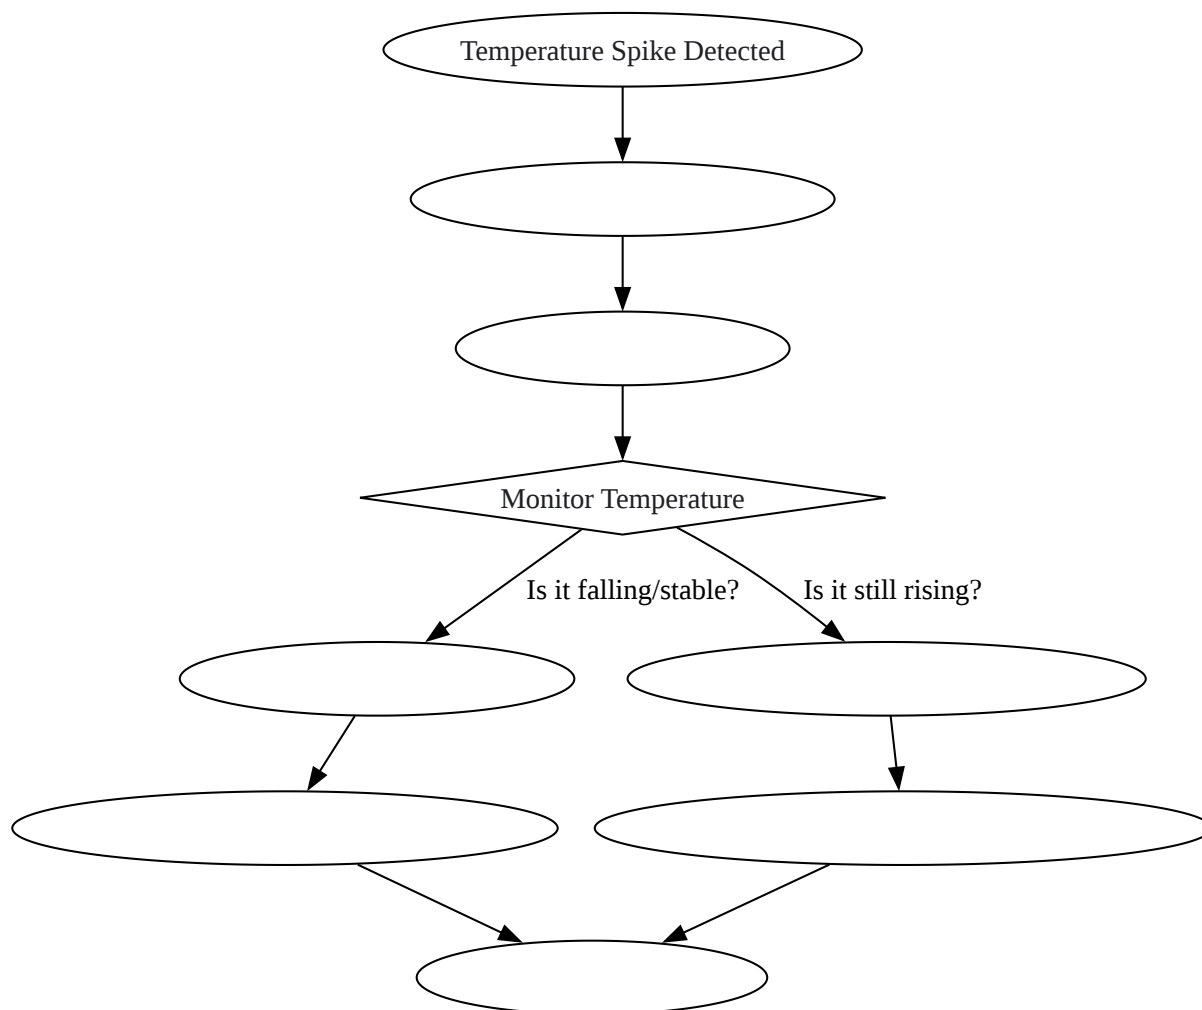 Temperature Spike Detected
Monitor Temperature
Is it falling/stable?
Is it still rising?